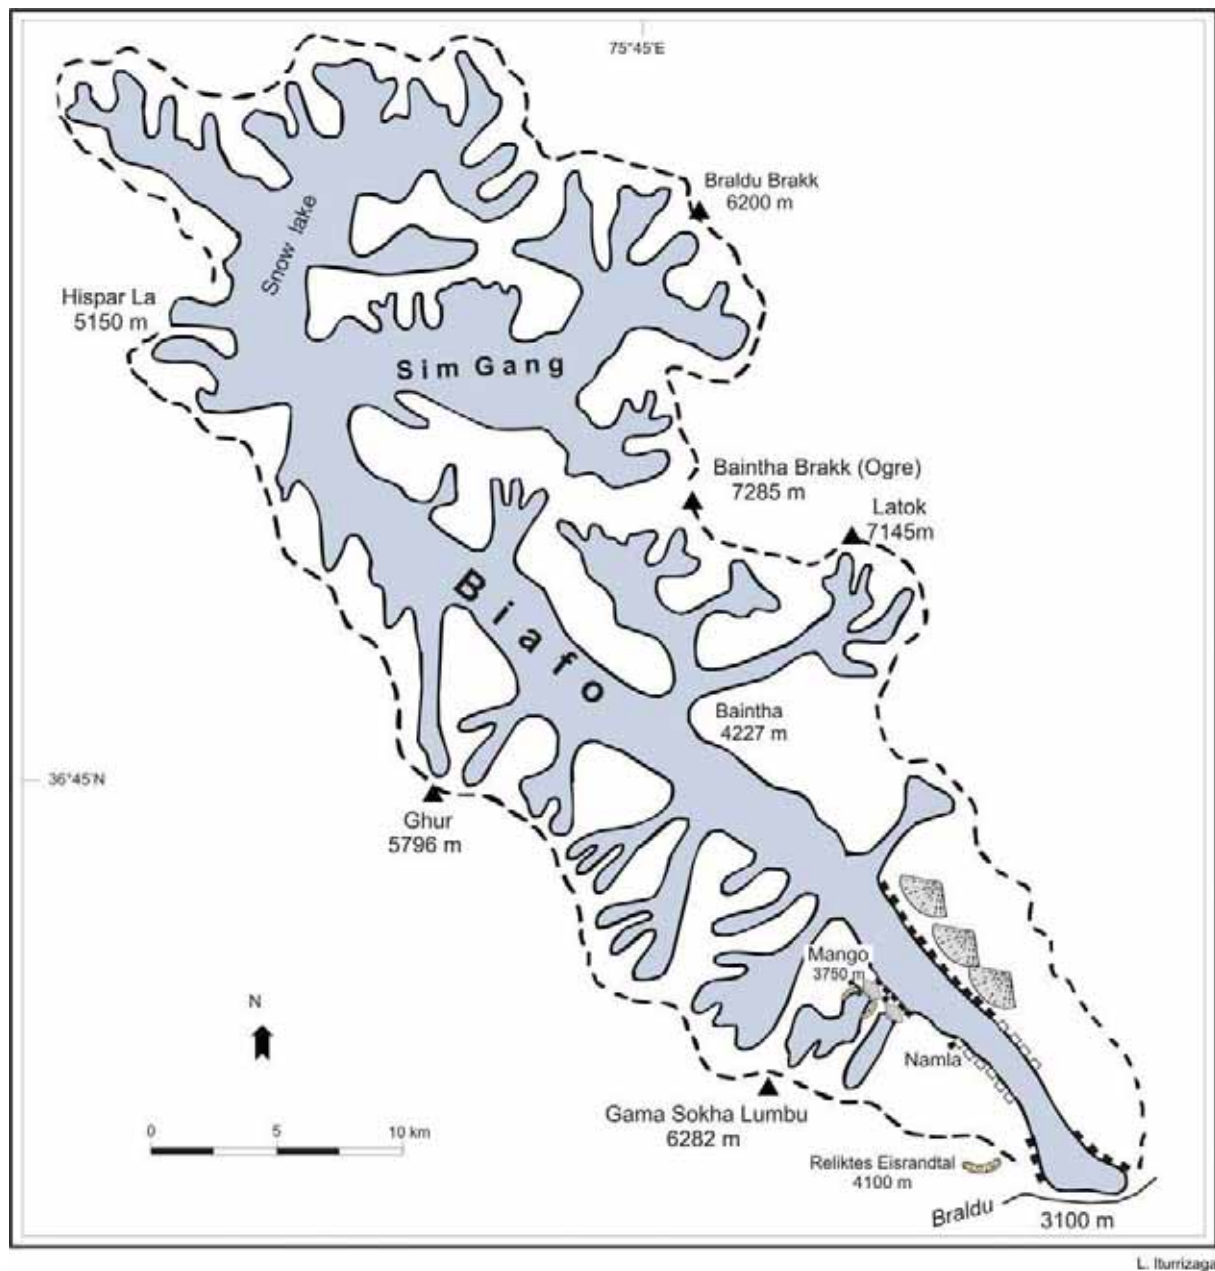 75°45'E
Braldu Brakk
6200 m
Snow lake
Hispar La
5150 m
Sim Gang
Baintha Brakk (Ogre)
7285 m
Latok
7145m
Biafo
Baintha
4227 m
36°45'N
Ghur
5796 m
Mango
3750 m
N
Namla
0 5 10 km
Gama Sokha Lumbu
6282 m
Reliktes Eisrandtal
4100 m
Braldu
3100 m
L. Iturrizaga